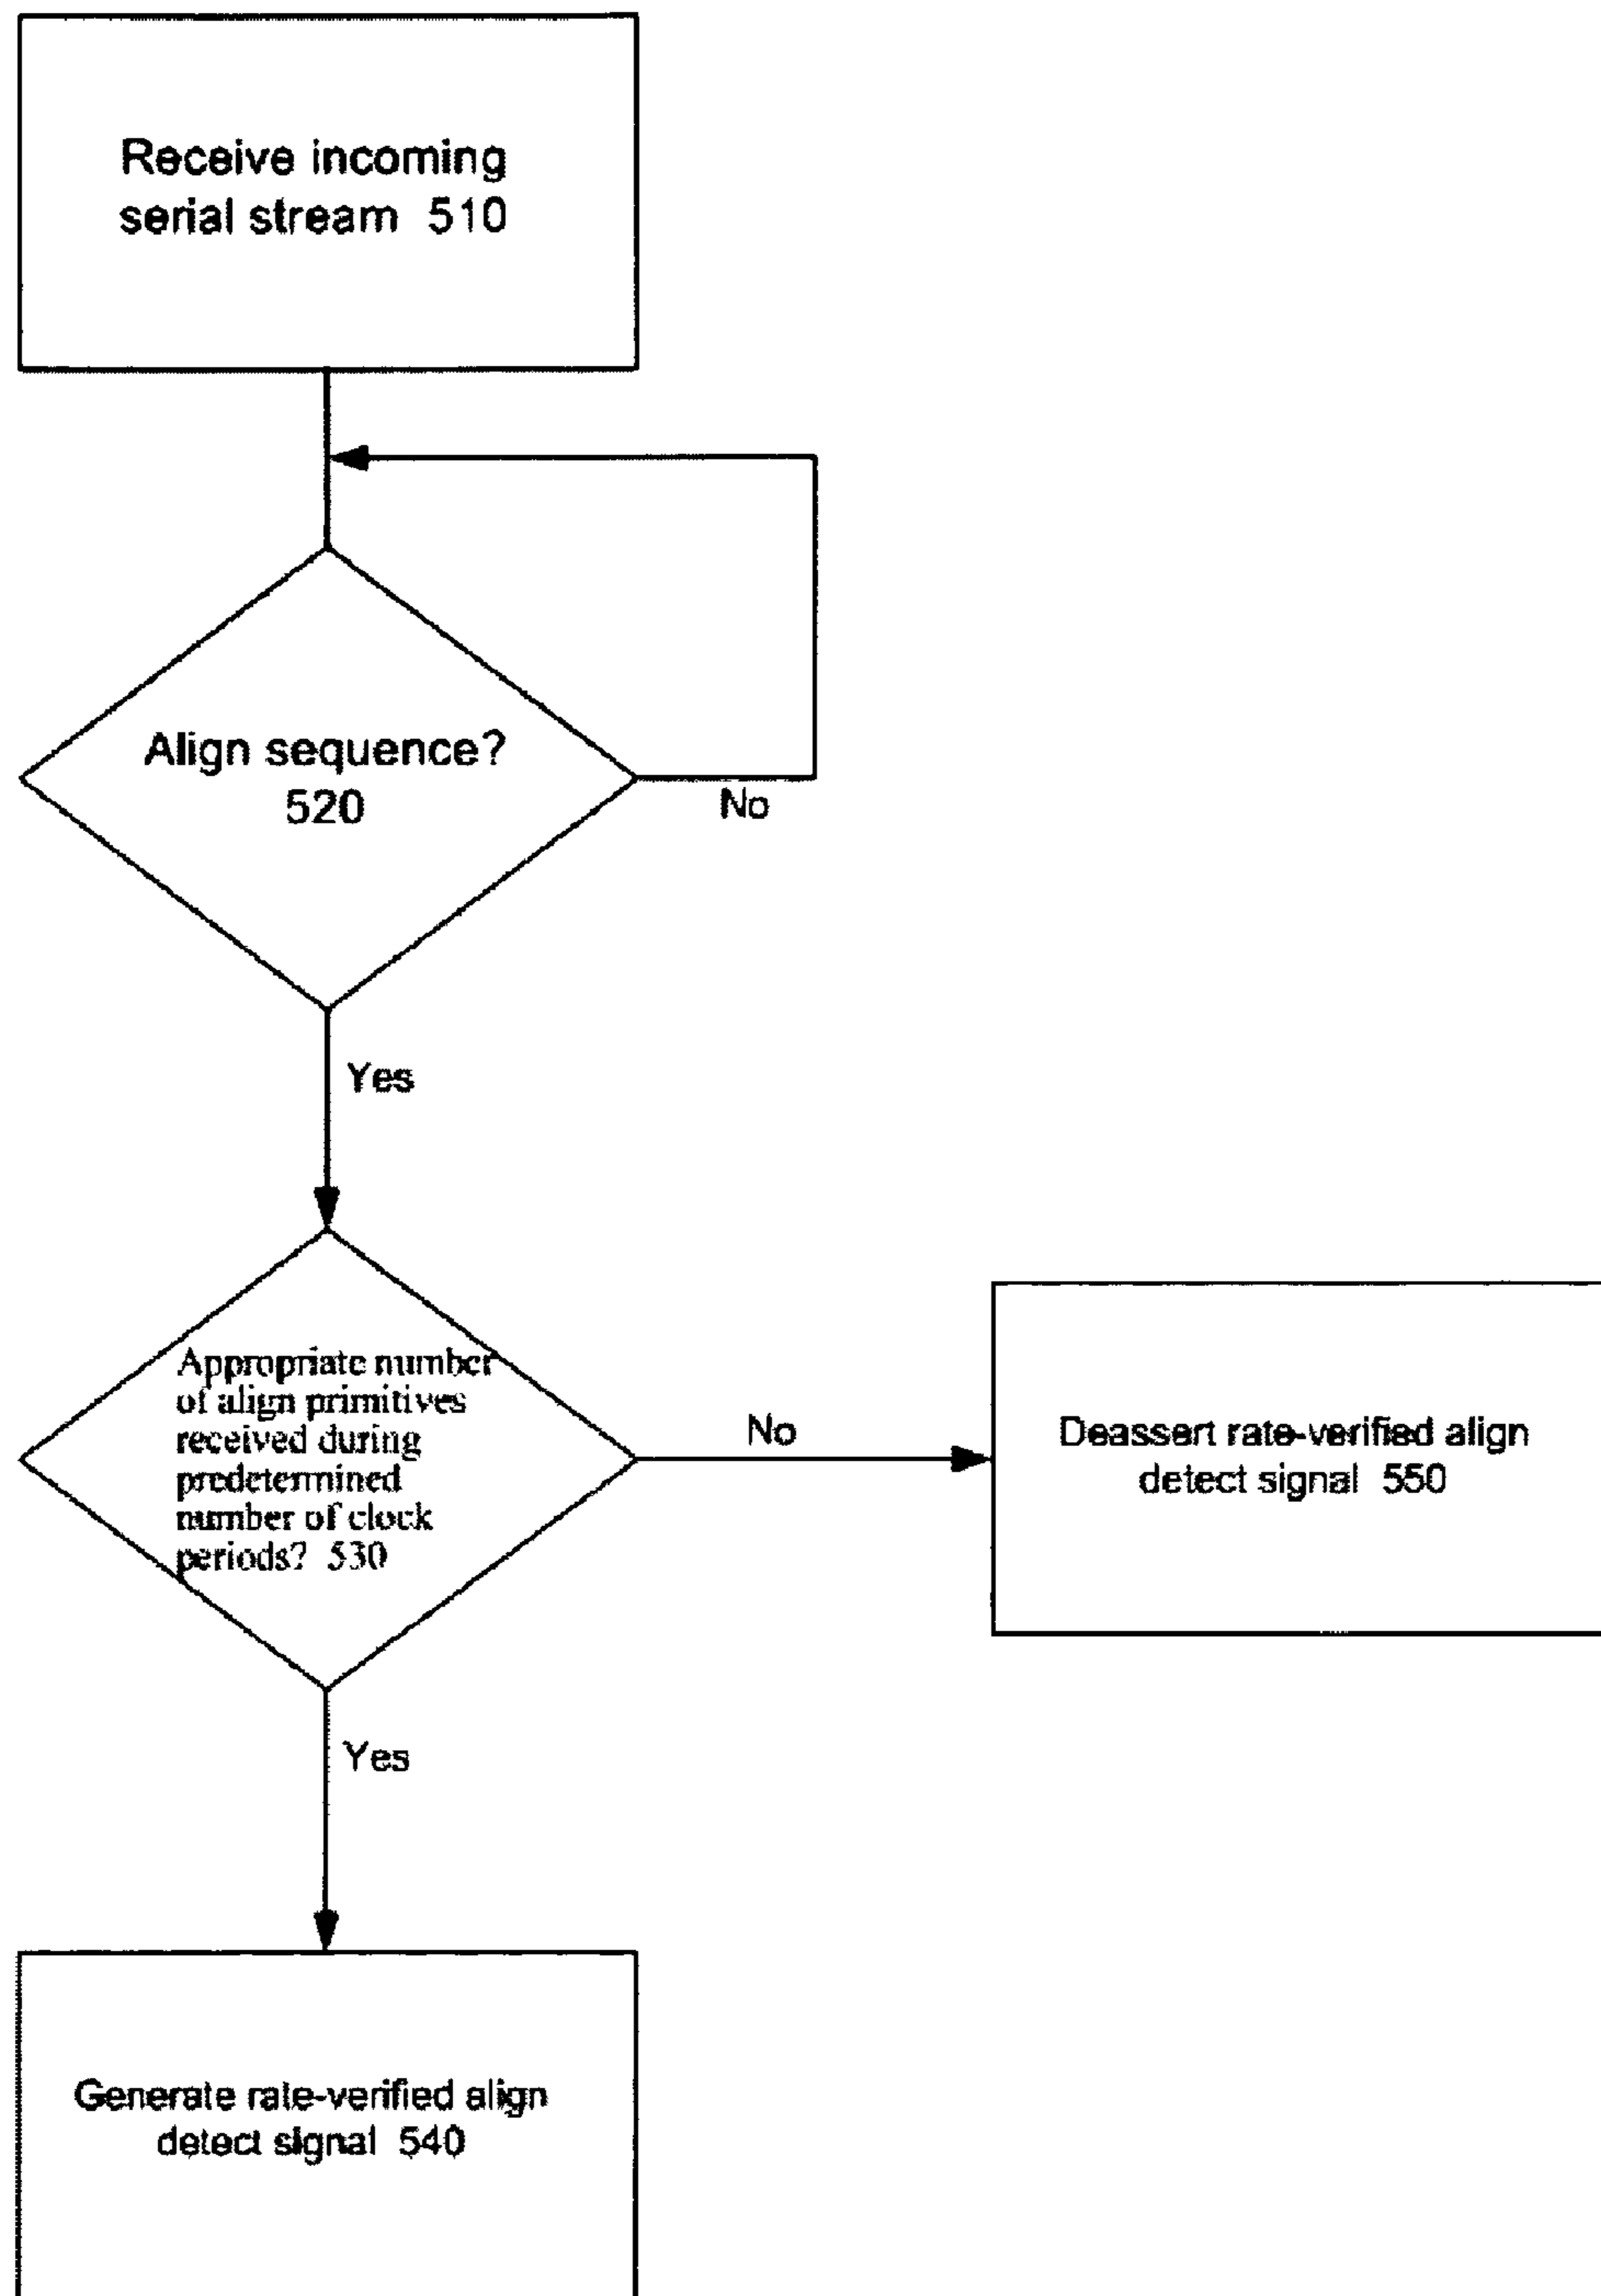 Receive incoming
serial stream 510
Align sequence?
520
No
Yes
Appropriate number
of align primitives
received during
predetermined
number of clock
periods? 530
No
Deassert rate-verified align
detect signal 550
Yes
Generate rate-verified align
detect signal 540